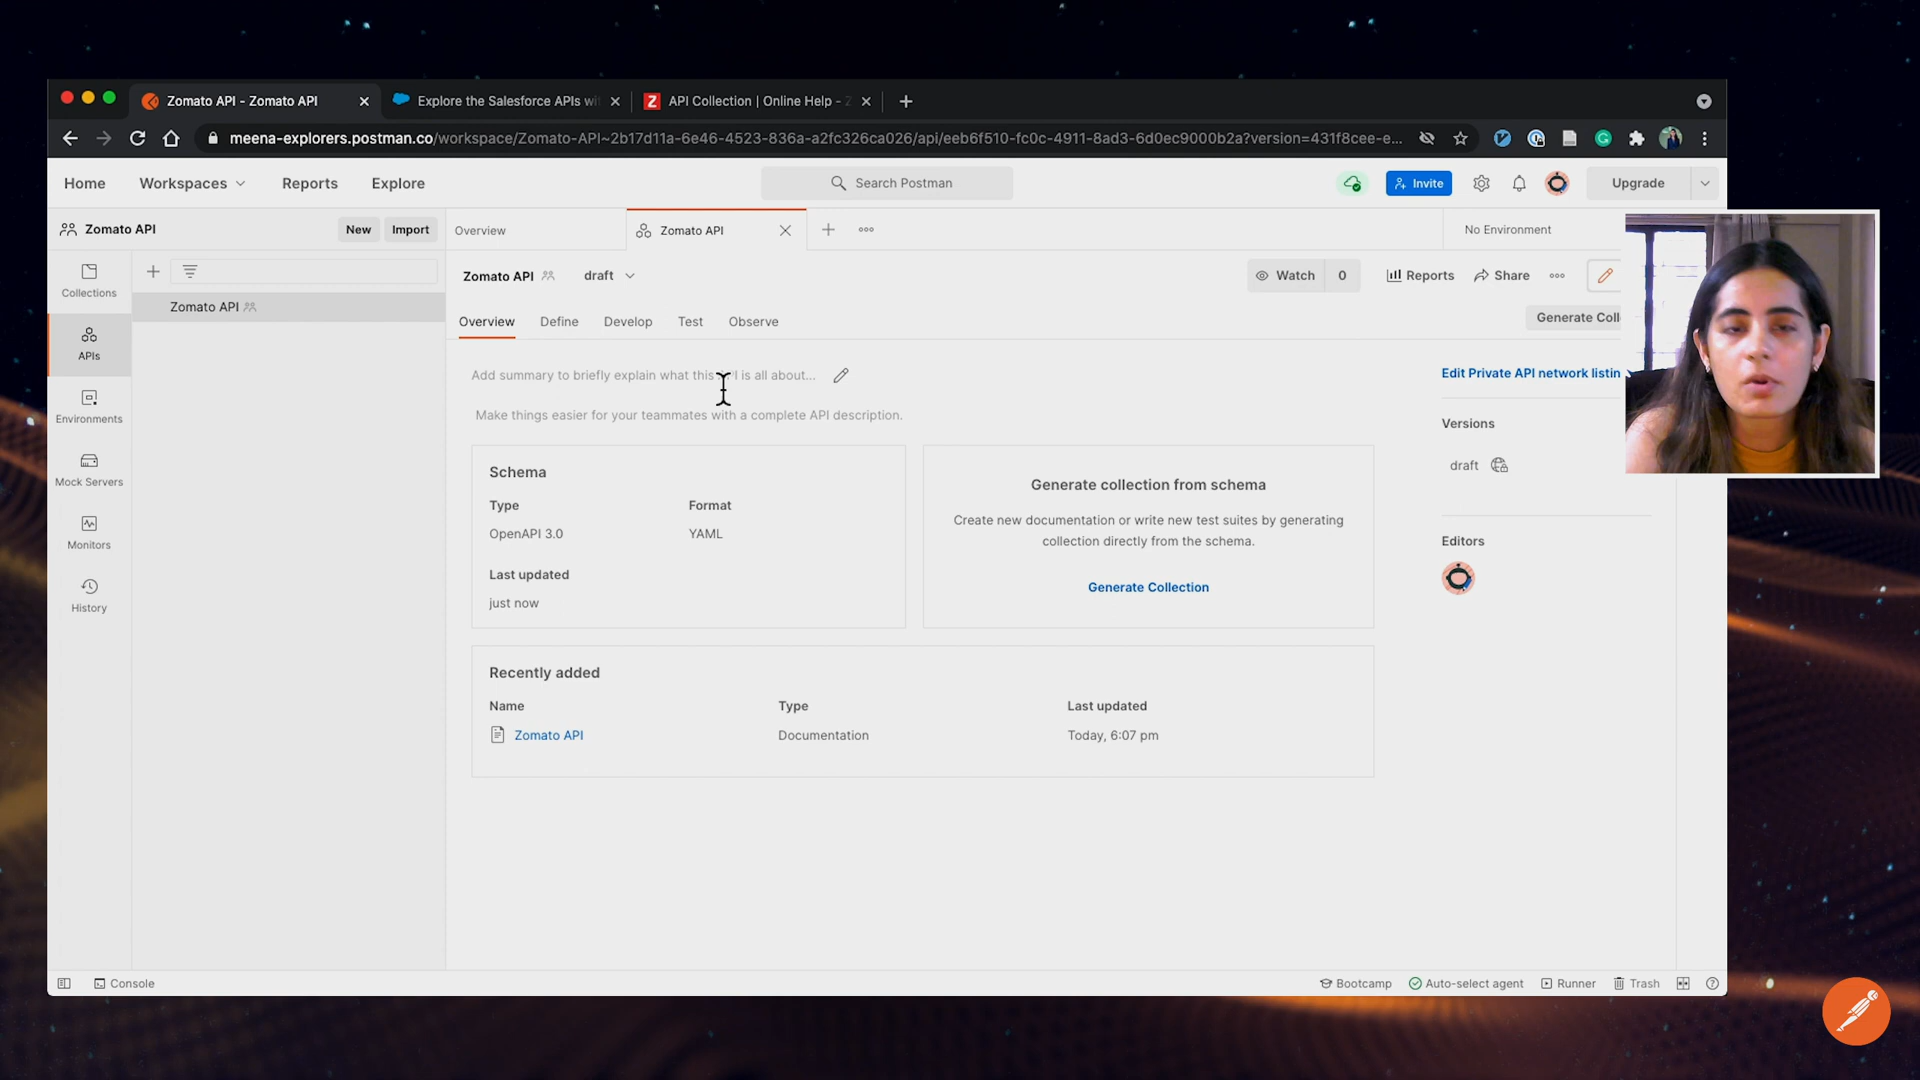 Zomato API - Zomato API
Explore the Salesforce APIs wi
API Collection | Online Help - Z
meena-explorers.postman.co/workspace/Zomato-API~2b17d11a-6e46-4523-836a-a2fc326ca026/api/eeb6f510-fc0c-4911-8ad3-6d0ec9000b2a?version=431f8cee-e...
Home Workspaces Reports Explore
Search Postman
Invite
Upgrade
Zomato API
New Import
Overview
Zomato API
No Environment
Collections
APIs
Environments
Mock Servers
Monitors
History
Zomato API
Zomato API draft
Watch 0
Reports
Share
Overview Define Develop Test Observe
Generate Coll
Add summary to briefly explain what this API is all about...
Make things easier for your teammates with a complete API description.
Schema
Type Format
OpenAPI 3.0 YAML
Last updated
just now
Generate collection from schema
Create new documentation or write new test suites by generating
collection directly from the schema.
Generate Collection
Recently added
Name Type Last updated
Zomato API Documentation Today, 6:07 pm
Edit Private API network listin
Versions
draft
Editors
Console
Bootcamp Auto-select agent Runner Trash